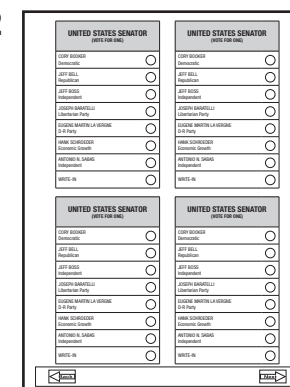 2
UNITED STATES SENATOR
(VOTE FOR ONE)
CORY BOOKER
Democratic
JEFF BELL
Republican
JEFF BOSS
Independent
JOSEPH BARATELLI
Libertarian Party
EUGENE MARTIN LA VERGNE
D-R Party
HANK SCHROEDER
Economic Growth
ANTONIO N. SABAS
Independent
WRITE-IN
UNITED STATES SENATOR
(VOTE FOR ONE)
CORY BOOKER
Democratic
JEFF BELL
Republican
JEFF BOSS
Independent
JOSEPH BARATELLI
Libertarian Party
EUGENE MARTIN LA VERGNE
D-R Party
HANK SCHROEDER
Economic Growth
ANTONIO N. SABAS
Independent
WRITE-IN
UNITED STATES SENATOR
(VOTE FOR ONE)
CORY BOOKER
Democratic
JEFF BELL
Republican
JEFF BOSS
Independent
JOSEPH BARATELLI
Libertarian Party
EUGENE MARTIN LA VERGNE
D-R Party
HANK SCHROEDER
Economic Growth
ANTONIO N. SABAS
Independent
WRITE-IN
UNITED STATES SENATOR
(VOTE FOR ONE)
CORY BOOKER
Democratic
JEFF BELL
Republican
JEFF BOSS
Independent
JOSEPH BARATELLI
Libertarian Party
EUGENE MARTIN LA VERGNE
D-R Party
HANK SCHROEDER
Economic Growth
ANTONIO N. SABAS
Independent
WRITE-IN
Back
Next